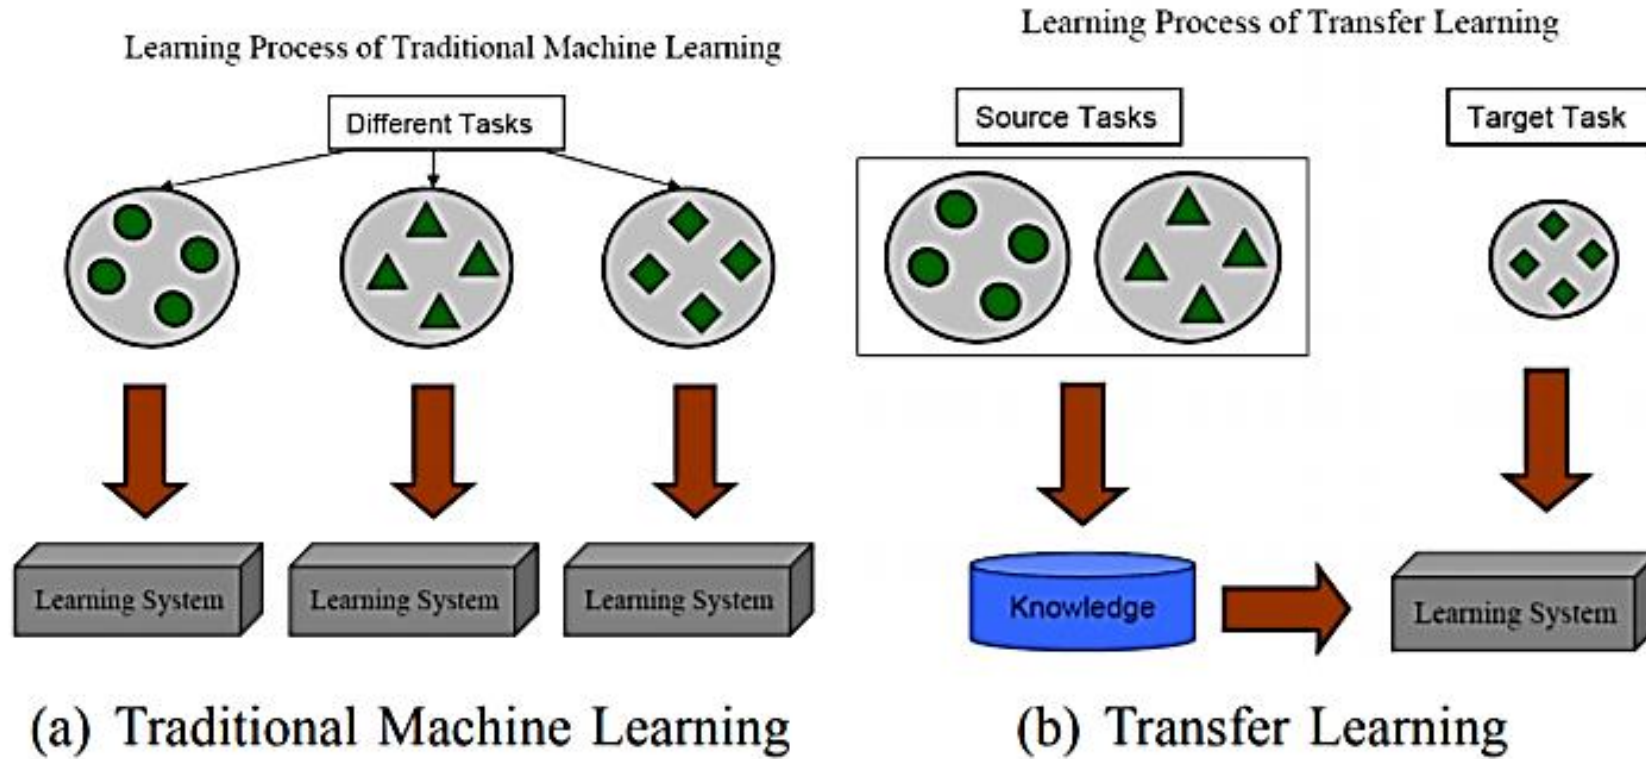 Learning Process of Traditional Machine Learning
Different Tasks
Learning System
Learning System
Learning System
(a) Traditional Machine Learning
Learning Process of Transfer Learning
Source Tasks
Target Task
Knowledge
Learning System
(b) Transfer Learning